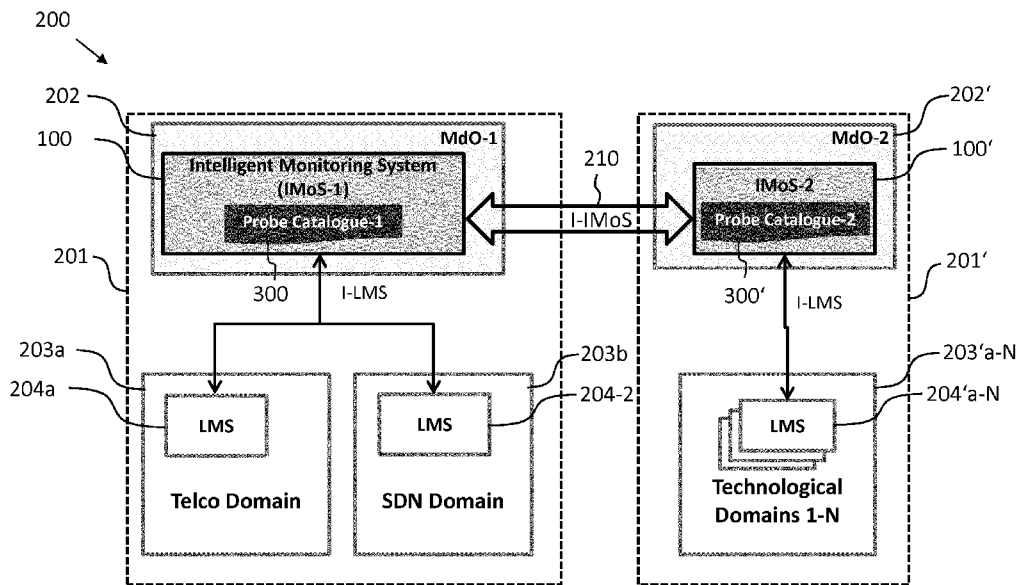 200
202
MdO-1
100
Intelligent Monitoring System
(IMoS-1)
Probe Catalogue-1
210
I-IMoS
202'
MdO-2
100'
IMoS-2
Probe Catalogue-2
201
300
I-LMS
300'
I-LMS
201'
203a
204a
LMS
Telco Domain
203b
204-2
LMS
SDN Domain
203'a-N
204'a-N
LMS
Technological
Domains 1-N